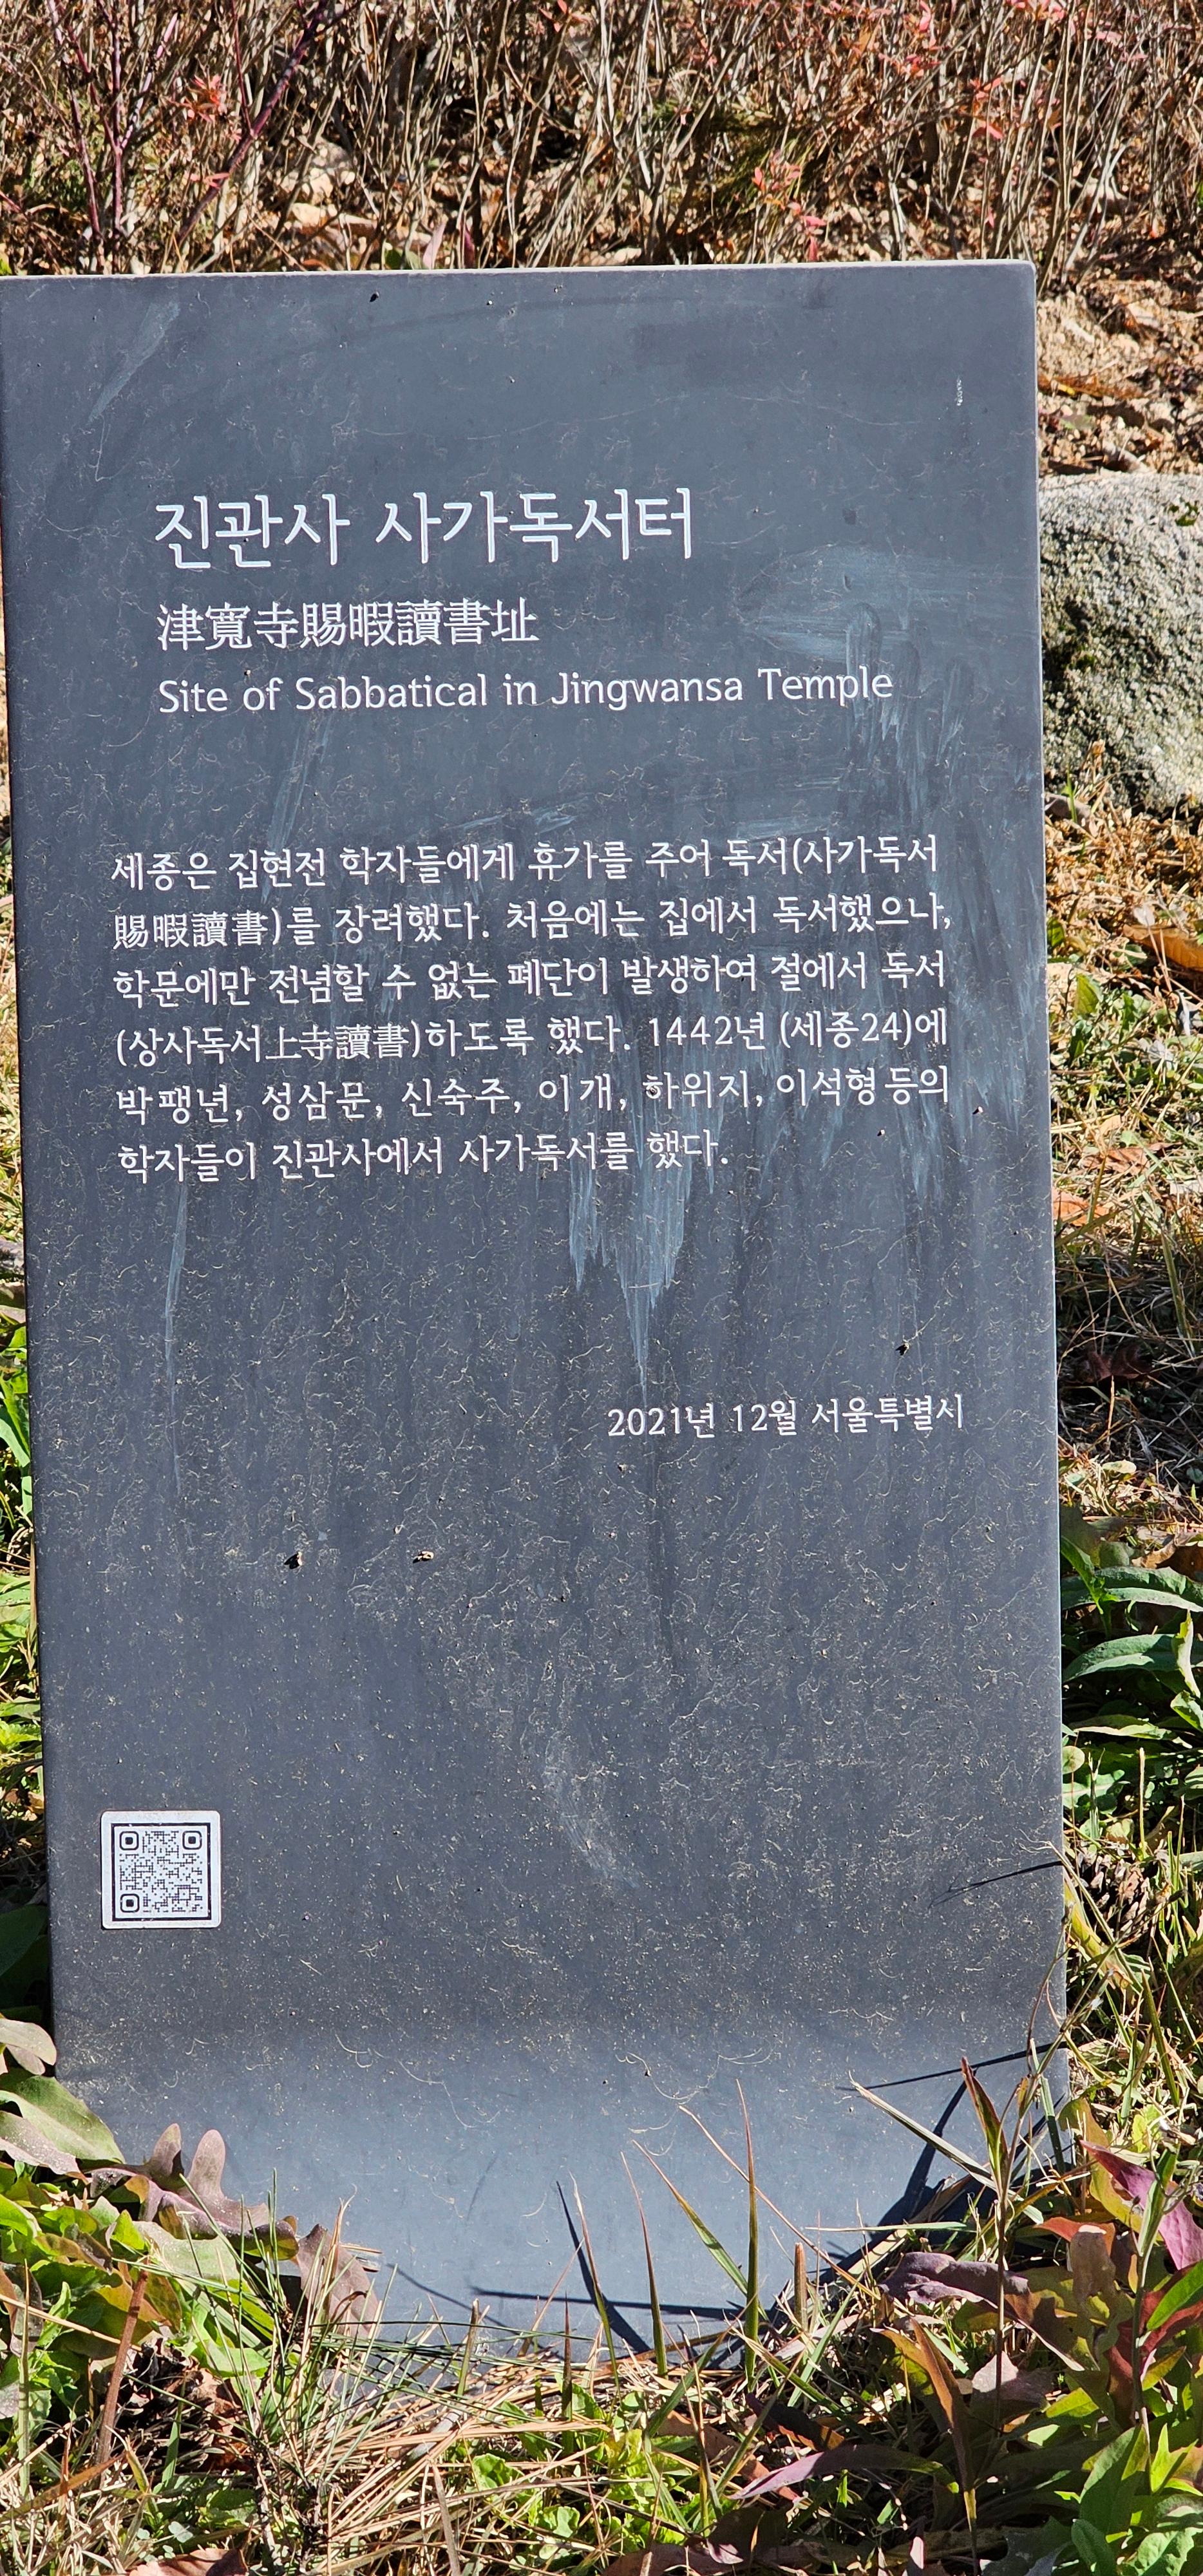 진관사 사가독서터
津寬寺賜暇讀書址
Site of Sabbatical in Jingwansa Temple
세종은 집현전 학자들에게 휴가를 주어 독서(사가독서
賜暇讀書)를 장려했다. 처음에는 집에서 독서했으나,
학문에만 전념할 수 없는 폐단이 발생하여 절에서 독서
(상사독서上寺讀書)하도록 했다. 1442년 (세종24)에
박팽년, 성삼문, 신숙주, 이개, 하위지, 이석형 등의
학자들이 진관사에서 사가독서를 했다.
2021년 12월 서울특별시